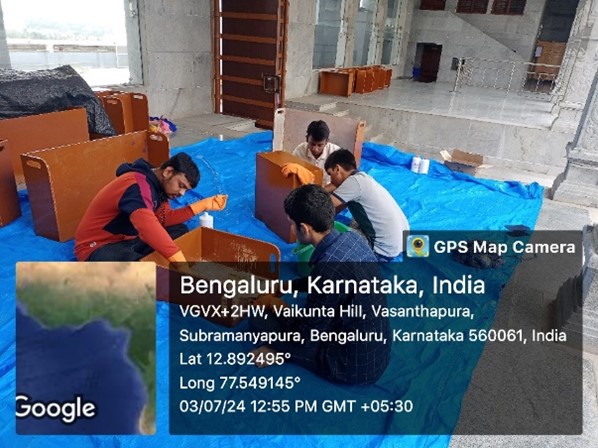 GPS Map Camera
Bengaluru, Karnataka, India
VGVX+2HW, Vaikunta Hill, Vasanthapura,
Subramanyapura, Bengaluru, Karnataka 560061, India
Lat 12.892495°
Long 77.549145°
03/07/24 12:55 PM GMT +05:30
Google